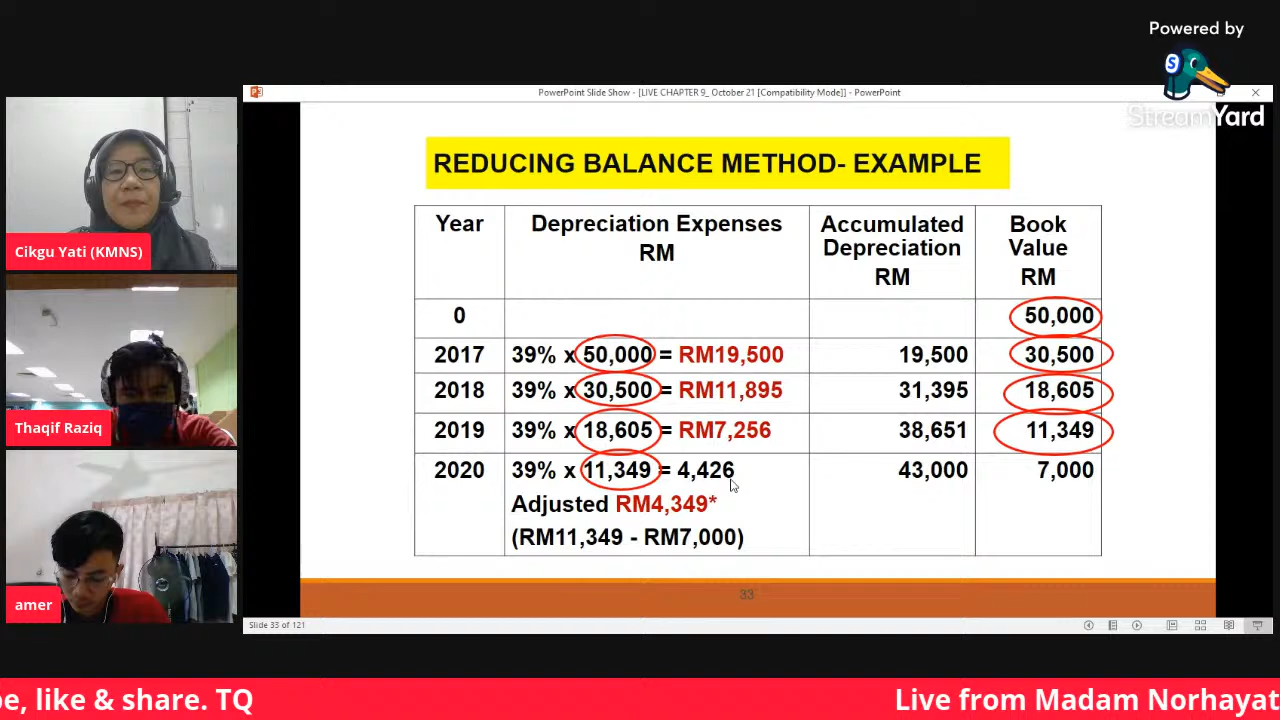 Powered by
StreamYard
PowerPoint Slide Show - [LIVE CHAPTER 9_ October 21 [Compatibility Mode]] - PowerPoint
REDUCING BALANCE METHOD- EXAMPLE
Year Depreciation Expenses RM Accumulated Depreciation RM Book Value RM
0 50,000
2017 39% x 50,000 = RM19,500 19,500 30,500
2018 39% x 30,500 = RM11,895 31,395 18,605
2019 39% x 18,605 = RM7,256 38,651 11,349
2020 39% x 11,349 = 4,426 43,000 7,000
Adjusted RM4,349*
(RM11,349 - RM7,000)
33
Slide 33 of 121
Cikgu Yati (KMNS)
Thaqif Raziq
amer
be, like & share. TQ
Live from Madam Norhayat